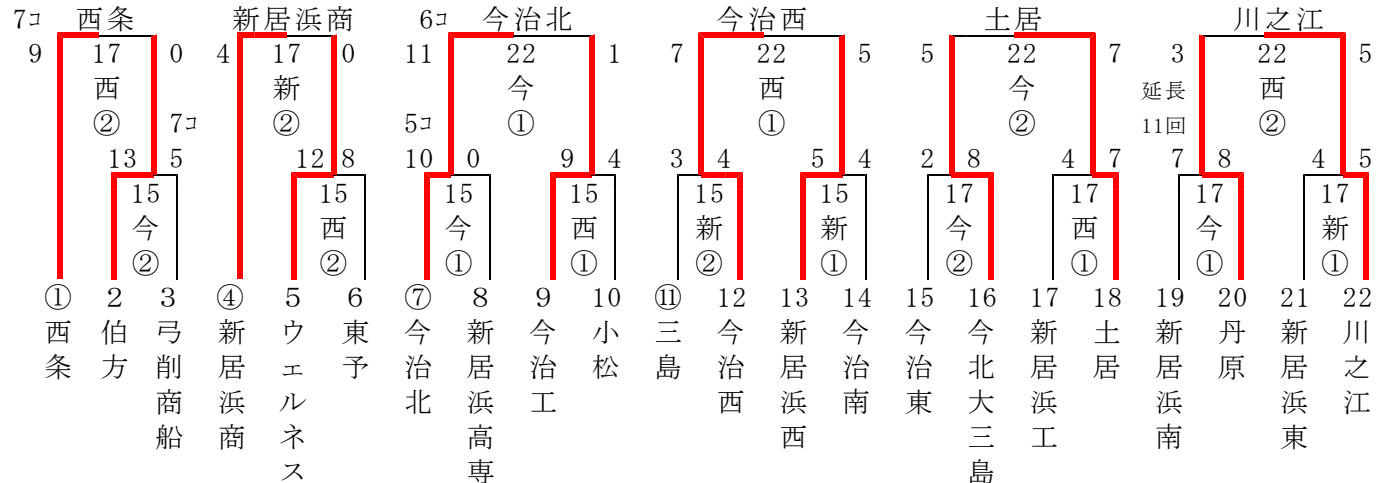 7コ 西条 新居浜商 6コ 今治北 今治西 土居 川之江
9 17 0 4 17 0 11 22 1 7 22 5 5 22 7 3 22 5
西 新 今 西 今 延長 西
② 7コ ② 5コ ① ① ② 11回 ②
13 5 12 8 10 0 9 4 3 4 5 4 2 8 4 7 7 8 4 5
15 15 15 15 15 15 17 17 17 17
今 西 今 西 新 新 今 西 今 新
② ② ① ① ② ① ② ① ① ①
① 2 3 ④ 5 6 ⑦ 8 9 10 ⑪ 12 13 14 15 16 17 18 19 20 21 22
西条
伯方
弓削商船
新居浜商
ウェルネス
東予
今治北
新居浜高専
今治工
小松
三島
今治西
新居浜西
今治南
今治東
今北大三島
新居浜工
土居
新居浜南
丹原
新居浜東
川之江